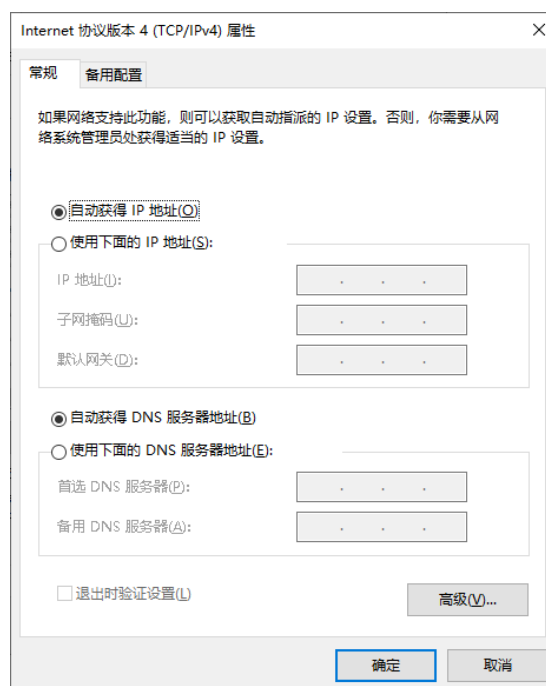 Internet 协议版本 4 (TCP/IPv4) 属性
常规 备用配置
如果网络支持此功能，则可以获取自动指派的 IP 设置。否则，你需要从网
络系统管理员处获得适当的 IP 设置。
自动获得 IP 地址(O)
使用下面的 IP 地址(S):
IP 地址(I):
子网掩码(U):
默认网关(D):
自动获得 DNS 服务器地址(B)
使用下面的 DNS 服务器地址(E):
首选 DNS 服务器(P):
备用 DNS 服务器(A):
退出时验证设置(L)
高级(V)...
确定 取消